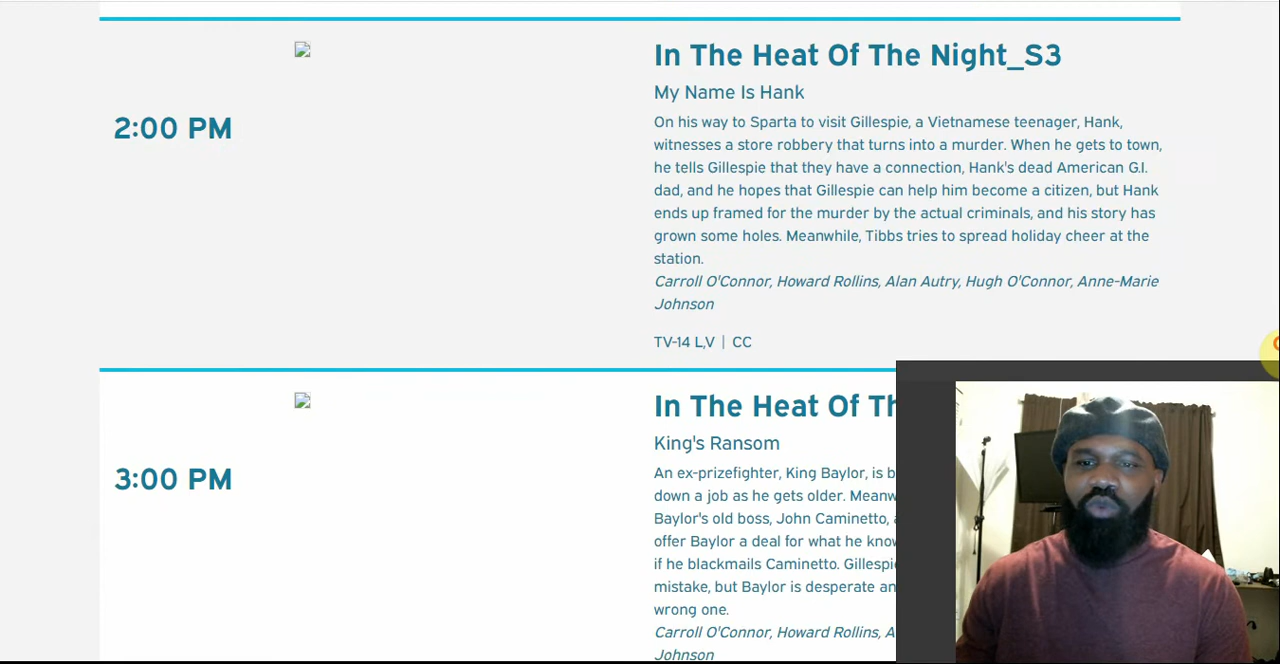 In The Heat Of The Night_S3
My Name Is Hank
2:00 PM
On his way to Sparta to visit Gillespie, a Vietnamese teenager, Hank,
witnesses a store robbery that turns into a murder. When he gets to town,
he tells Gillespie that they have a connection, Hank's dead American G.I.
dad, and he hopes that Gillespie can help him become a citizen, but Hank
ends up framed for the murder by the actual criminals, and his story has
grown some holes. Meanwhile, Tibbs tries to spread holiday cheer at the
station.
Carroll O'Connor, Howard Rollins, Alan Autry, Hugh O'Connor, Anne-Marie
Johnson
TV-14 L,V | CC
In The Heat Of
King's Ransom
3:00 PM
An ex-prizefighter, King Baylor, is
down a job as he gets older.
Baylor's old boss, John Caminetto,
offer Baylor a deal for what he
if he blackmails Caminetto.
mistake, but Baylor is desperate
wrong one.
Carroll O'Connor, Howard Rollins,
Johnson